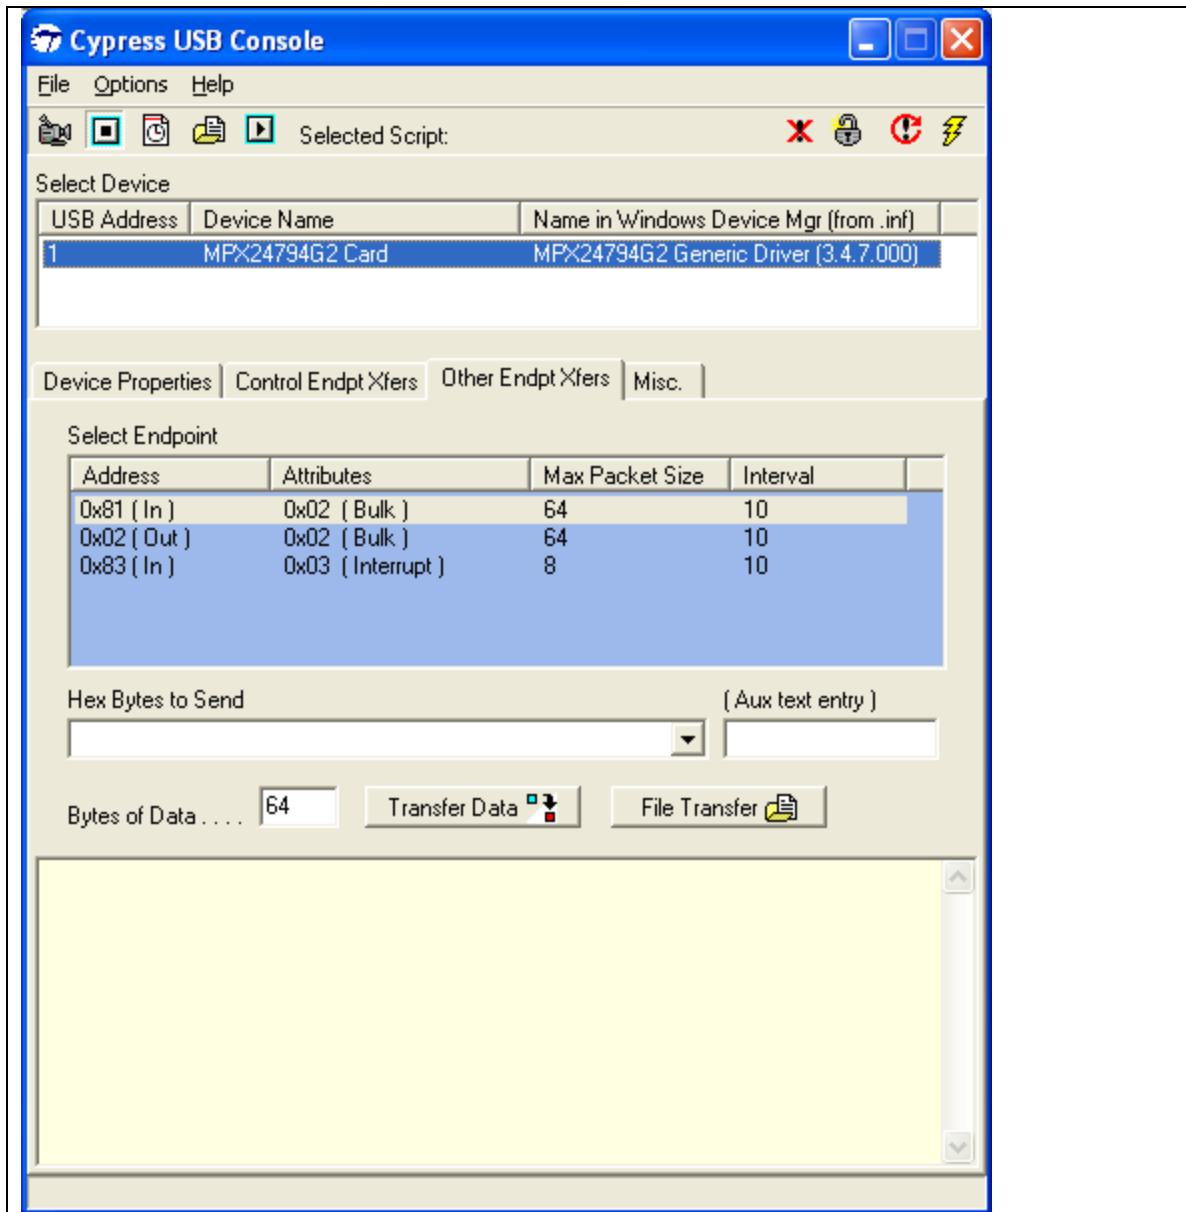 Cypress USB Console
File Options Help
Selected Script:
Select Device
USB Address Device Name Name in Windows Device Mgr (from .inf)
1 MPX24794G2 Card MPX24794G2 Generic Driver (3.4.7.000)
Device Properties Control Endpt Xfers Other Endpt Xfers Misc.
Select Endpoint
Address Attributes Max Packet Size Interval
0x81 ( In ) 0x02 ( Bulk ) 64 10
0x02 ( Out ) 0x02 ( Bulk ) 64 10
0x83 ( In ) 0x03 ( Interrupt ) 8 10
Hex Bytes to Send ( Aux text entry )
Bytes of Data . . . . 64 Transfer Data File Transfer